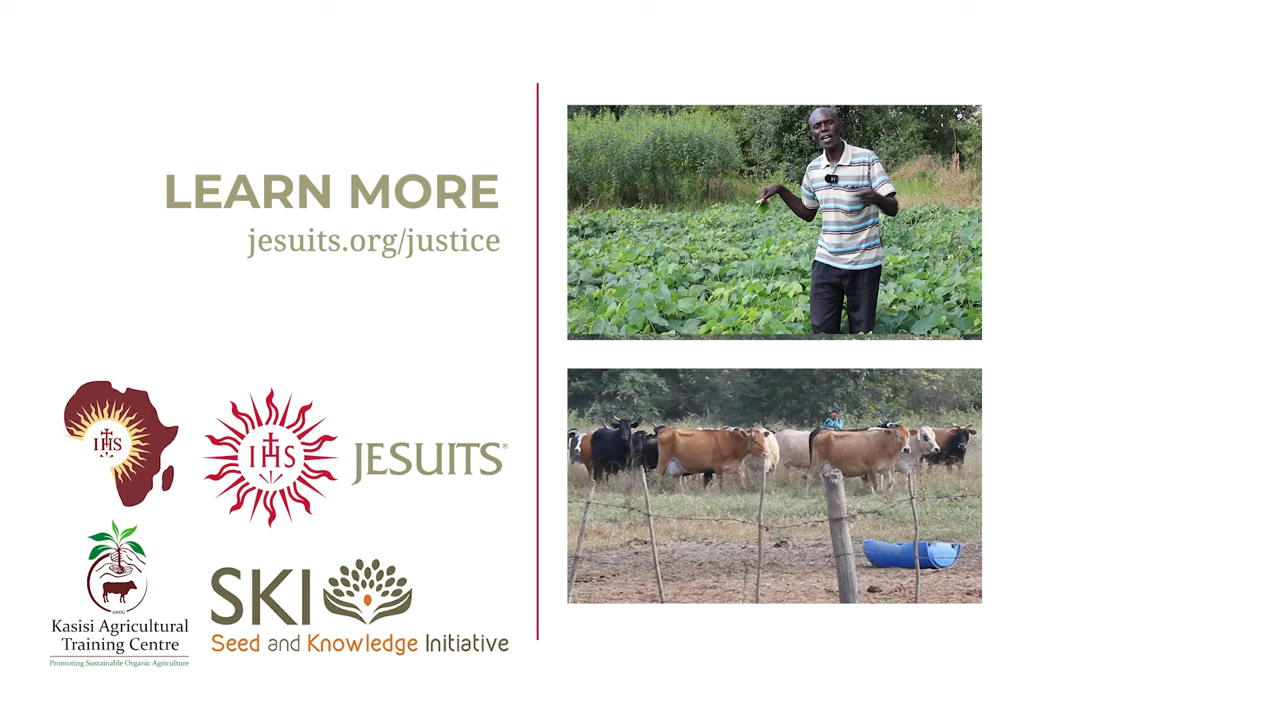 LEARN MORE
jesuits.org/justice
IHS
IHS
JESUITS®
AMDG
Kasisi Agricultural
Training Centre
Promoting Sustainable Organic Agriculture
SKI
Seed and Knowledge Initiative